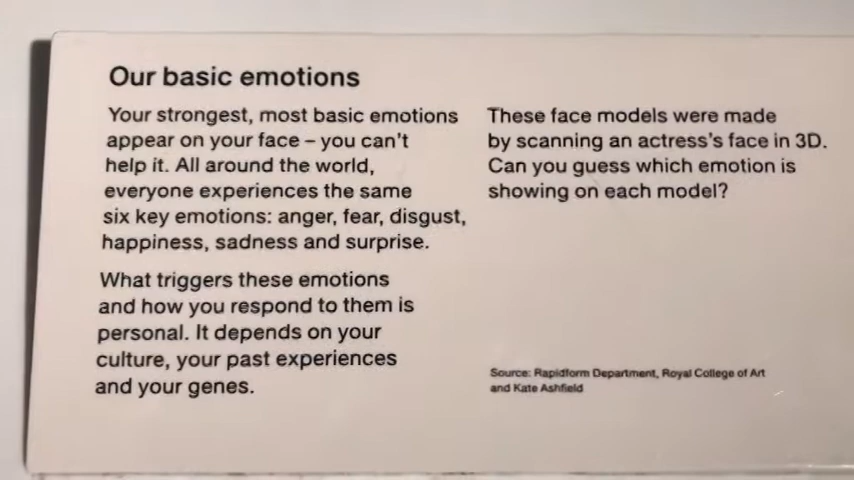 Our basic emotions
Your strongest, most basic emotions
appear on your face – you can't
help it. All around the world,
everyone experiences the same
six key emotions: anger, fear, disgust,
happiness, sadness and surprise.
What triggers these emotions
and how you respond to them is
personal. It depends on your
culture, your past experiences
and your genes.
These face models were made
by scanning an actress's face in 3D.
Can you guess which emotion is
showing on each model?
Source: Rapidform Department, Royal College of Art
and Kate Ashfield